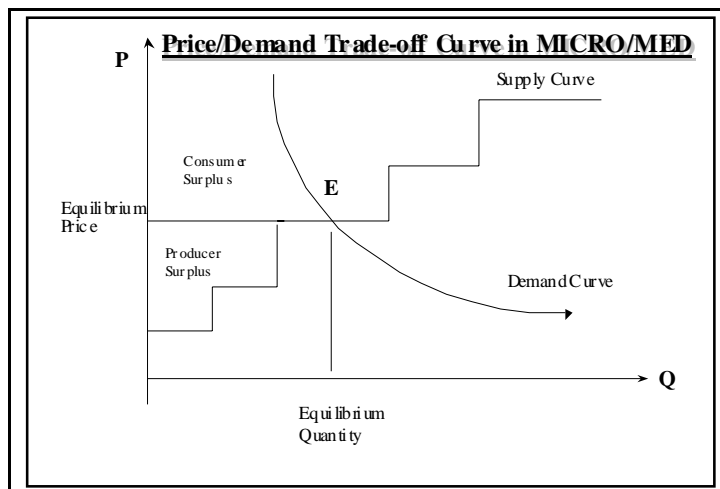 Price/Demand Trade-off Curve in MICRO/MED
P
Supply Curve
Consumer
Surplus
E
Equilibrium
Price
Producer
Surplus
Demand Curve
Q
Equilibrium
Quantity